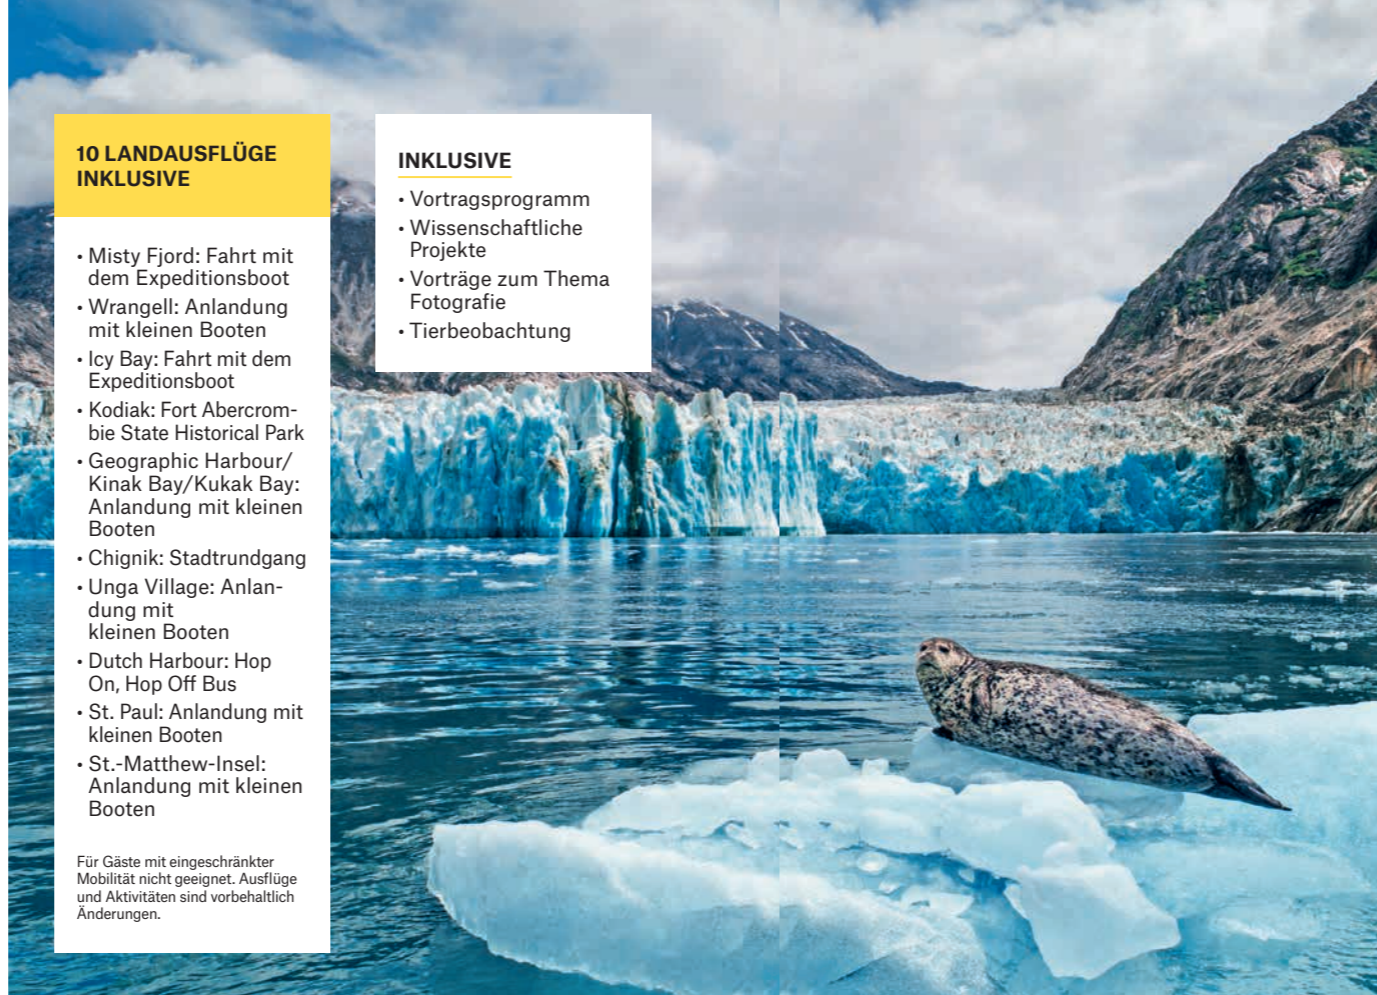 10 LANDAUSFLÜGE
INKLUSIVE
• Misty Fjord: Fahrt mit
dem Expeditionsboot
• Wrangell: Anlandung
mit kleinen Booten
• Icy Bay: Fahrt mit dem
Expeditionsboot
• Kodiak: Fort Abercrom-
bie State Historical Park
• Geographic Harbour/
Kinak Bay/Kukak Bay:
Anlandung mit kleinen
Booten
• Chignik: Stadtrundgang
• Unga Village: Anlan-
dung mit
kleinen Booten
• Dutch Harbour: Hop
On, Hop Off Bus
• St. Paul: Anlandung mit
kleinen Booten
• St.-Matthew-Insel:
Anlandung mit kleinen
Booten
Für Gäste mit eingeschränkter
Mobilität nicht geeignet. Ausflüge
und Aktivitäten sind vorbehaltlich
Änderungen.
INKLUSIVE
• Vortragsprogramm
• Wissenschaftliche
Projekte
• Vorträge zum Thema
Fotografie
• Tierbeobachtung